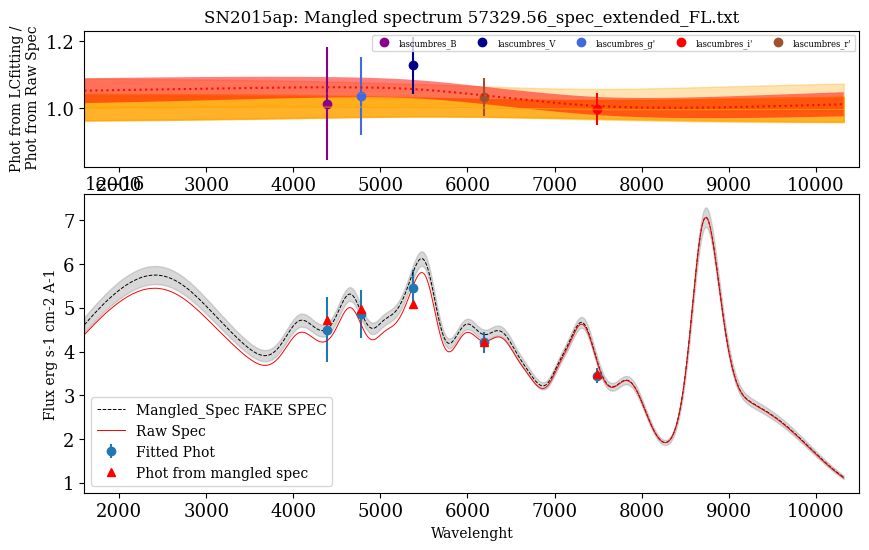 SN2015ap: Mangled spectrum 57329.56_spec_extended_FL.txt
lascumbres_B lascumbres_V lascumbres_g' lascumbres_i' lascumbres_r'
1.2
1.0
Phot from LCfitting /
Phot from Raw Spec
2000 3000 4000 5000 6000 7000 8000 9000 10000
1e−16
7
6
5
4
3
2
1
Flux erg s-1 cm-2 A-1
Mangled_Spec FAKE SPEC
Raw Spec
Fitted Phot
Phot from mangled spec
2000 3000 4000 5000 6000 7000 8000 9000 10000
Wavelenght